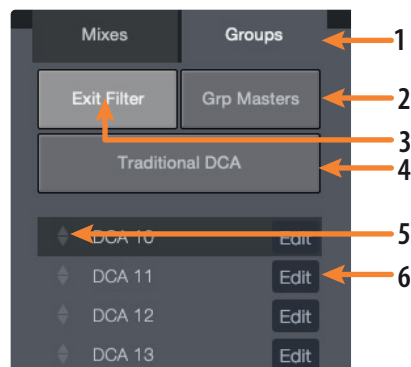 Mixes Groups 1
Exit Filter Grp Masters 2
3
Traditional DCA 4
DCA 10 Edit 5
DCA 11 Edit 6
DCA 12 Edit
DCA 13 Edit